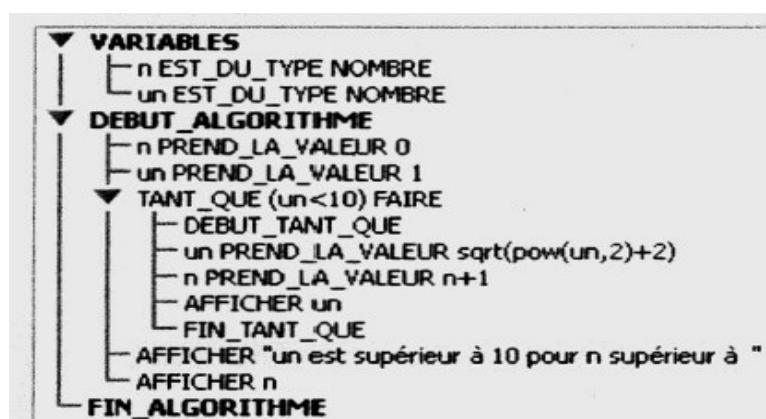 VARIABLES
n EST_DU_TYPE NOMBRE
un EST_DU_TYPE NOMBRE
DEBUT_ALGORITHME
n PREND_LA_VALEUR 0
un PREND_LA_VALEUR 1
TANT_QUE (un<10) FAIRE
DEBUT_TANT_QUE
un PREND_LA_VALEUR sqrt(pow(un,2)+2)
n PREND_LA_VALEUR n+1
AFFICHER un
FIN_TANT_QUE
AFFICHER "un est supérieur à 10 pour n supérieur à "
AFFICHER n
FIN_ALGORITHME